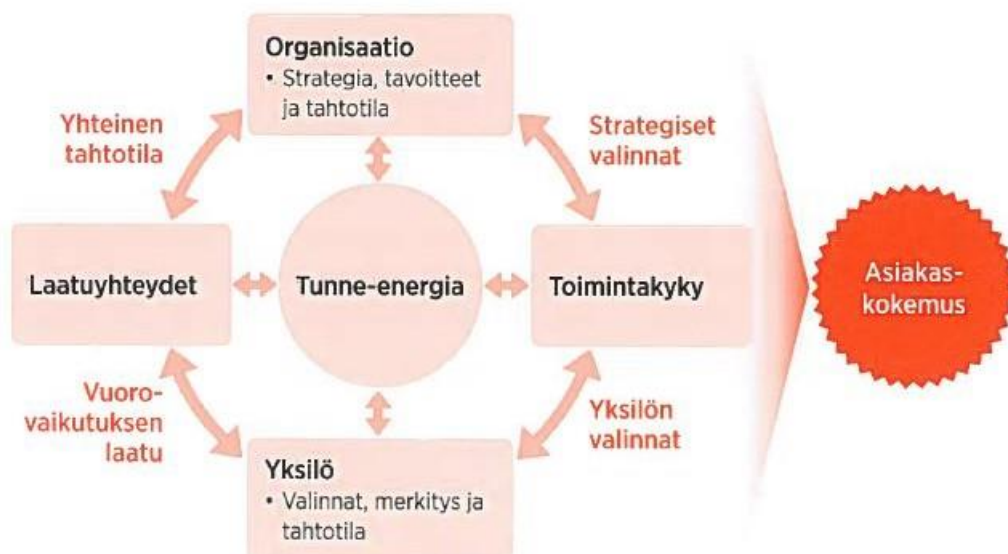 Organisaatio
• Strategia, tavoitteet
ja tahtotila
Yhteinen
tahtotila
Strategiset
valinnat
Laatuyhteydet
Tunne-energia
Toimintakyky
Asiakas-
kokemus
Vuoro-
vaikutuksen
laatu
Yksilön
valinnat
Yksilö
• Valinnat, merkitys ja
tahtotila